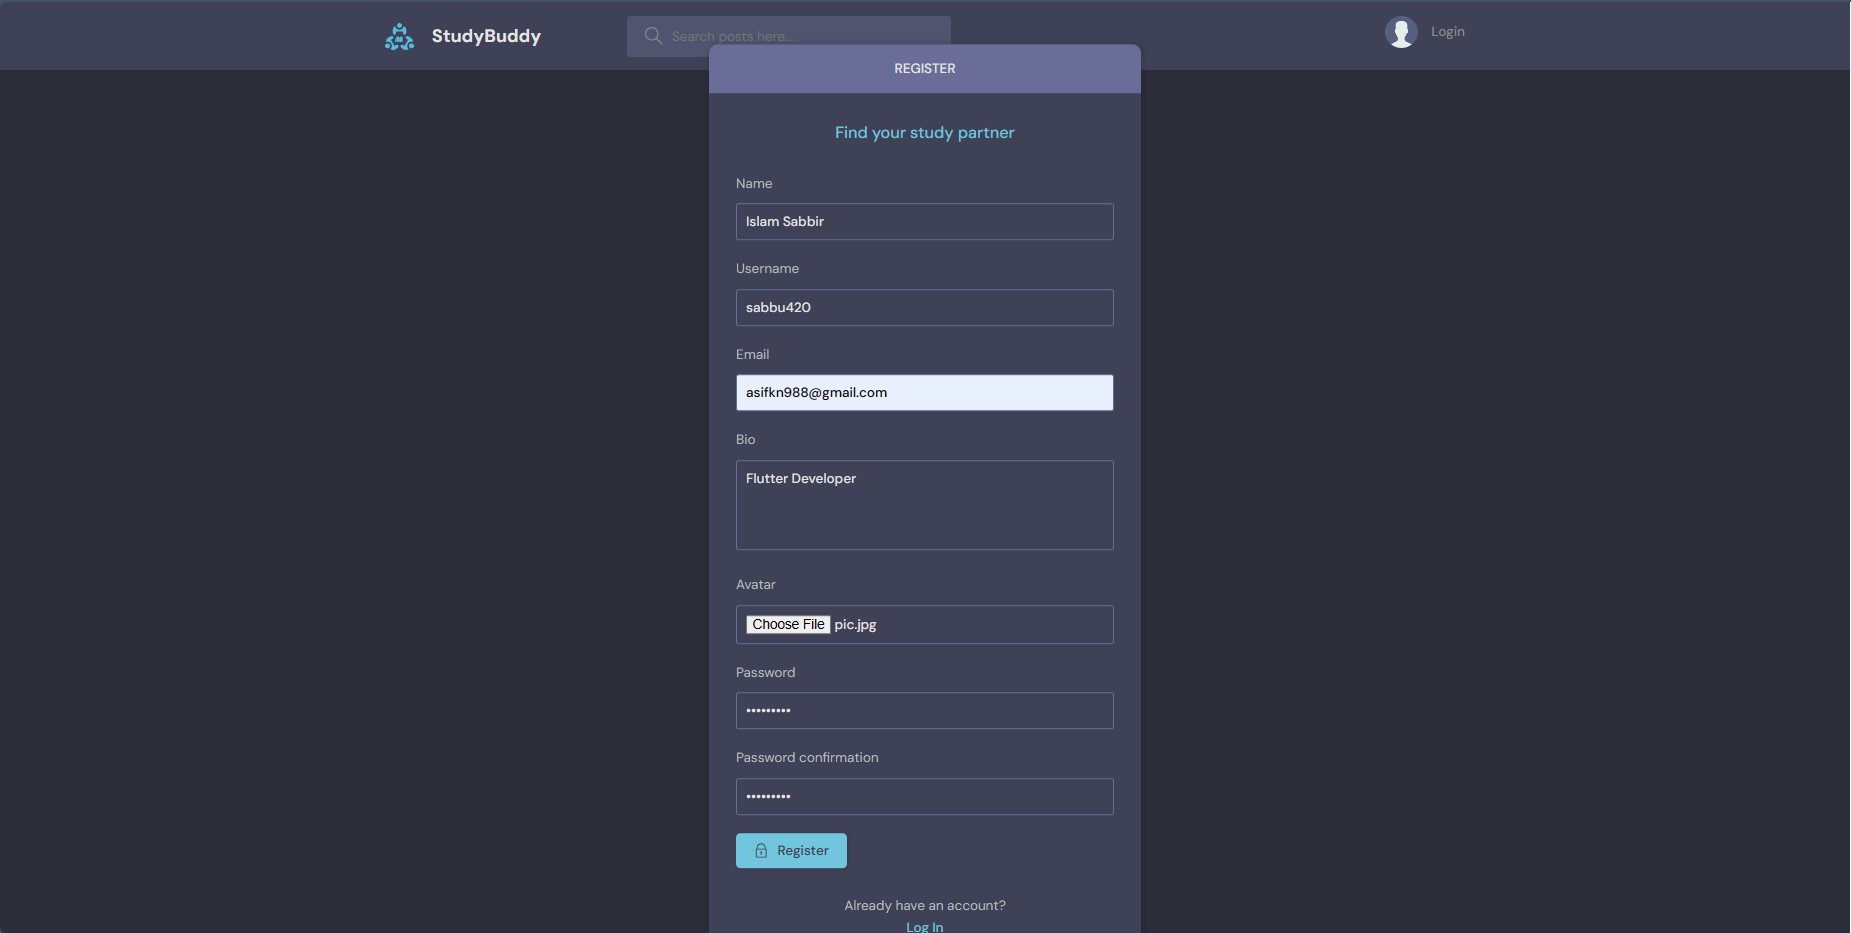 StudyBuddy
Search posts here...
Login
REGISTER
Find your study partner
Name
Islam Sabbir
Username
sabbu420
Email
asifkn988@gmail.com
Bio
Flutter Developer
Avatar
Choose File pic.jpg
Password
•••••••••
Password confirmation
•••••••••
Register
Already have an account?
Log In